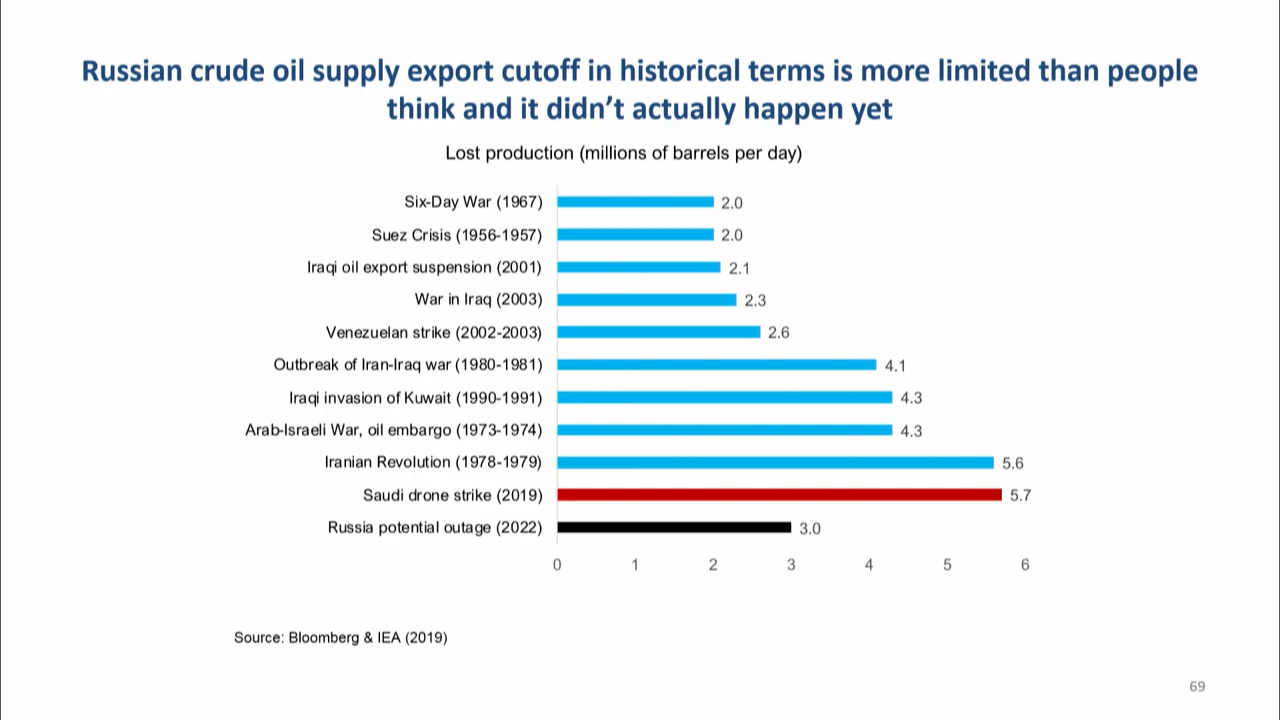 Russian crude oil supply export cutoff in historical terms is more limited than people
think and it didn’t actually happen yet
Lost production (millions of barrels per day)
Six-Day War (1967) 2.0
Suez Crisis (1956-1957) 2.0
Iraqi oil export suspension (2001) 2.1
War in Iraq (2003) 2.3
Venezuelan strike (2002-2003) 2.6
Outbreak of Iran-Iraq war (1980-1981) 4.1
Iraqi invasion of Kuwait (1990-1991) 4.3
Arab-Israeli War, oil embargo (1973-1974) 4.3
Iranian Revolution (1978-1979) 5.6
Saudi drone strike (2019) 5.7
Russia potential outage (2022) 3.0
0 1 2 3 4 5 6
Source: Bloomberg & IEA (2019)
69